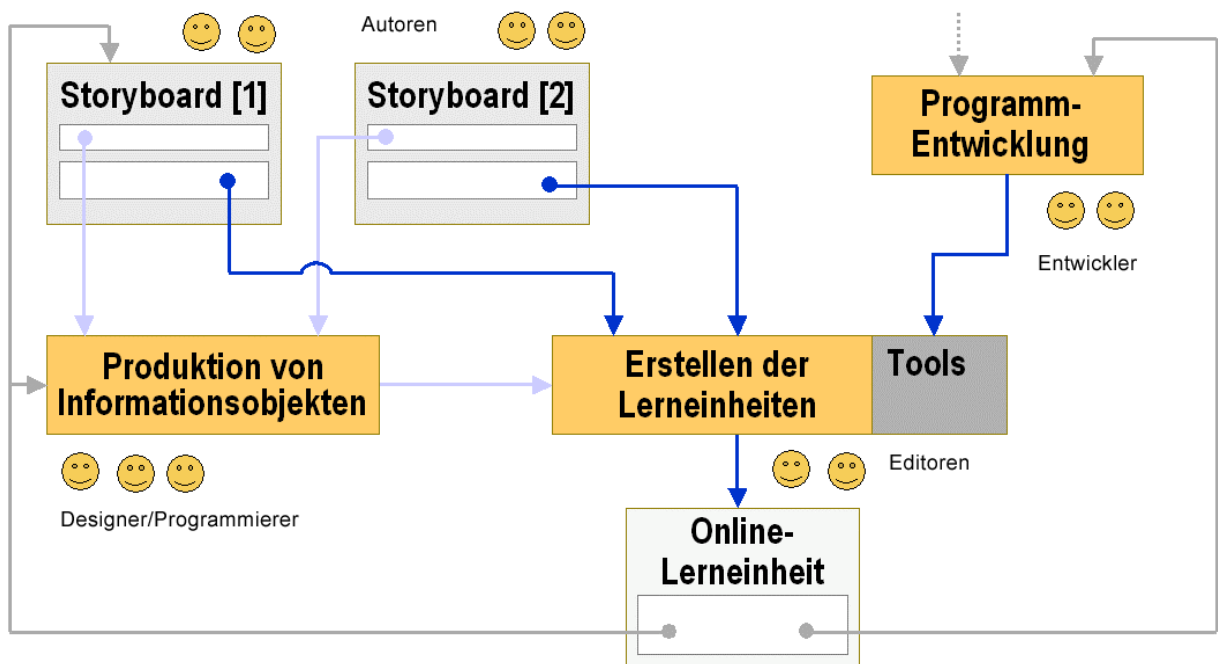 Autoren
Storyboard [1]
Storyboard [2]
Programm-
Entwicklung
Entwickler
Produktion von
Informationsobjekten
Erstellen der
Lerneinheiten
Tools
Editoren
Designer/Programmierer
Online-
Lerneinheit